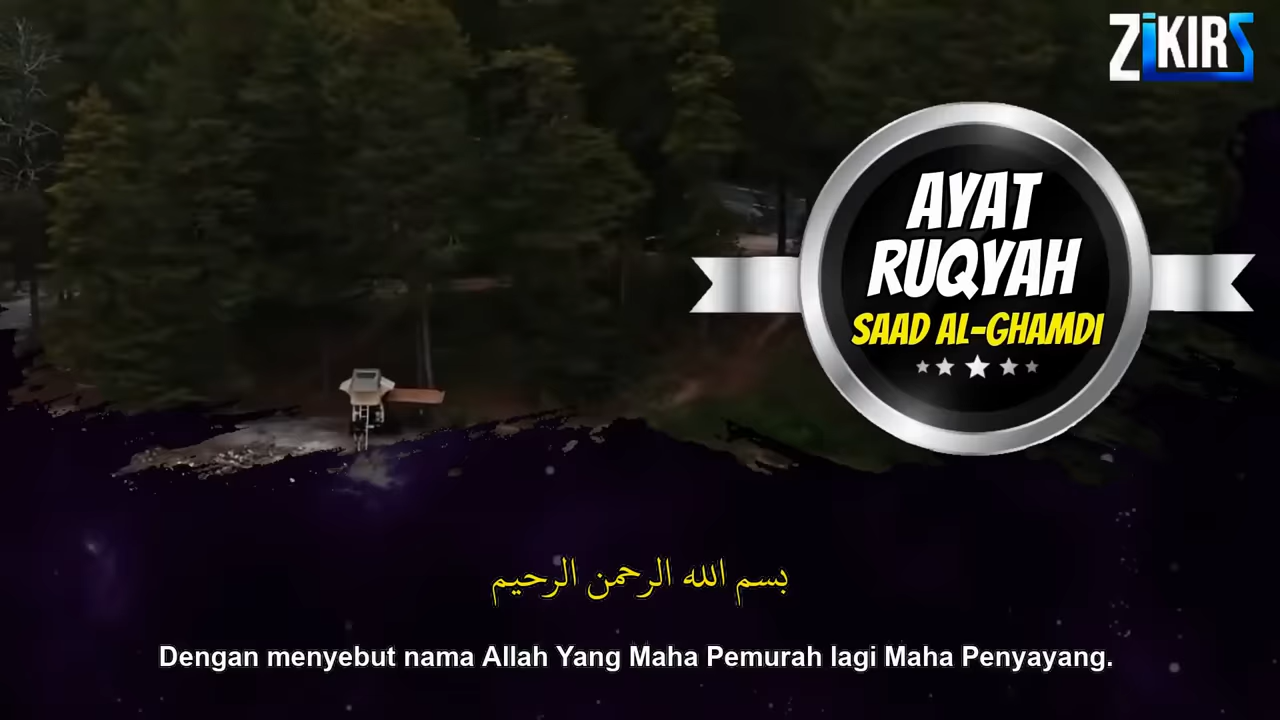 ZiKIRS
AYAT
RUQYAH
SAAD AL-GHAMDI
بسم الله الرحمن الرحيم
Dengan menyebut nama Allah Yang Maha Pemurah lagi Maha Penyayang.